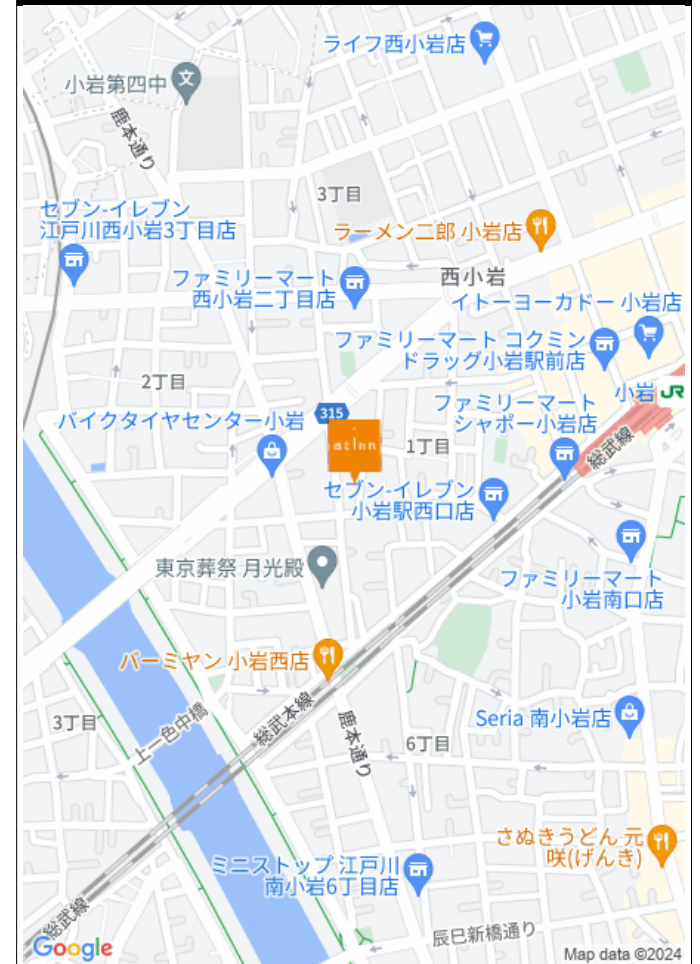 ライフ西小岩店
小岩第四中
鹿本通り
3丁目
セブン-イレブン
江戸川西小岩3丁目店
ラーメン二郎 小岩店
ファミリーマート
西小岩二丁目店
西小岩
イトーヨーカドー 小岩店
ファミリーマート コクミン
ドラッグ小岩駅前店
2丁目
小岩
JR
ファミリーマート
シャポー小岩店
315
バイクタイヤセンター小岩
at inn
1丁目
総武線
セブン-イレブン
小岩駅西口店
東京葬祭 月光殿
ファミリーマート
小岩南口店
バーミヤン 小岩西店
総武本線
3丁目
上一色中橋
鹿本通り
Seria 南小岩店
6丁目
さぬきうどん 元
咲(げんき)
ミニストップ 江戸川
南小岩6丁目店
総武線
辰巳新橋通り
Google
Map data ©2024